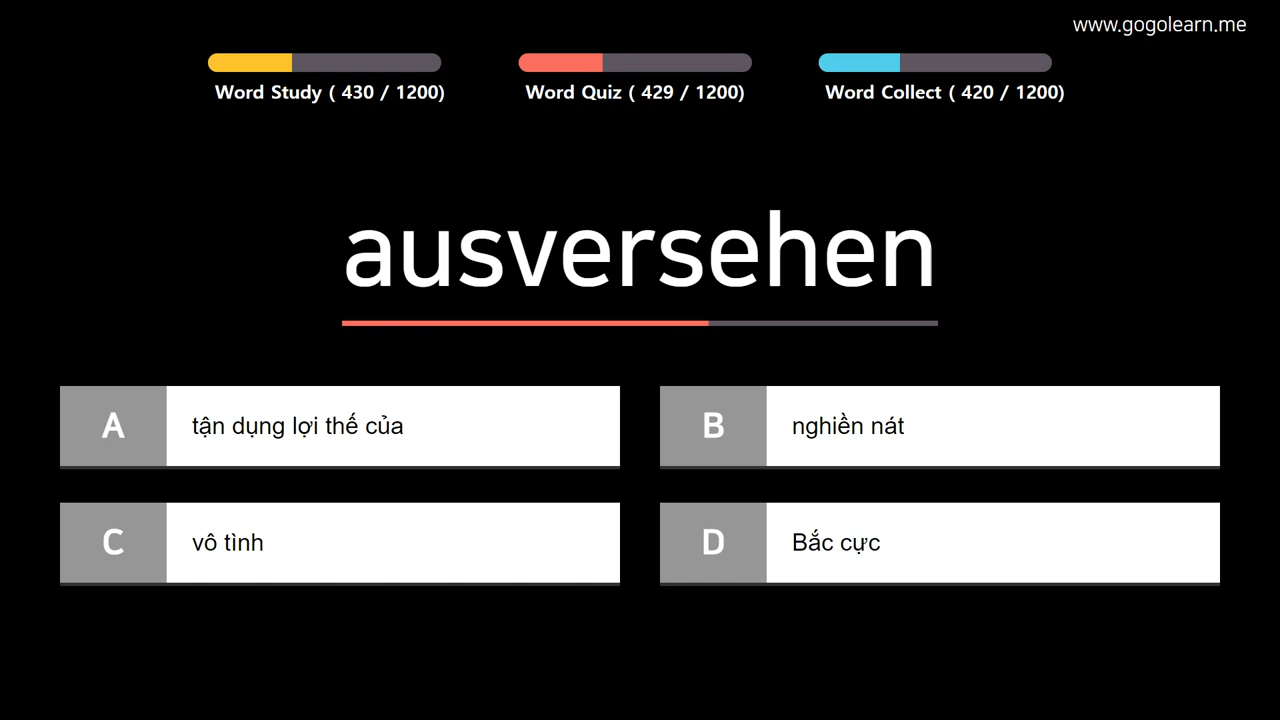 www.gogolearn.me
Word Study ( 430 / 1200)
Word Quiz ( 429 / 1200)
Word Collect ( 420 / 1200)
ausversehen
A tận dụng lợi thế của
B nghiền nát
C vô tình
D Bắc cực